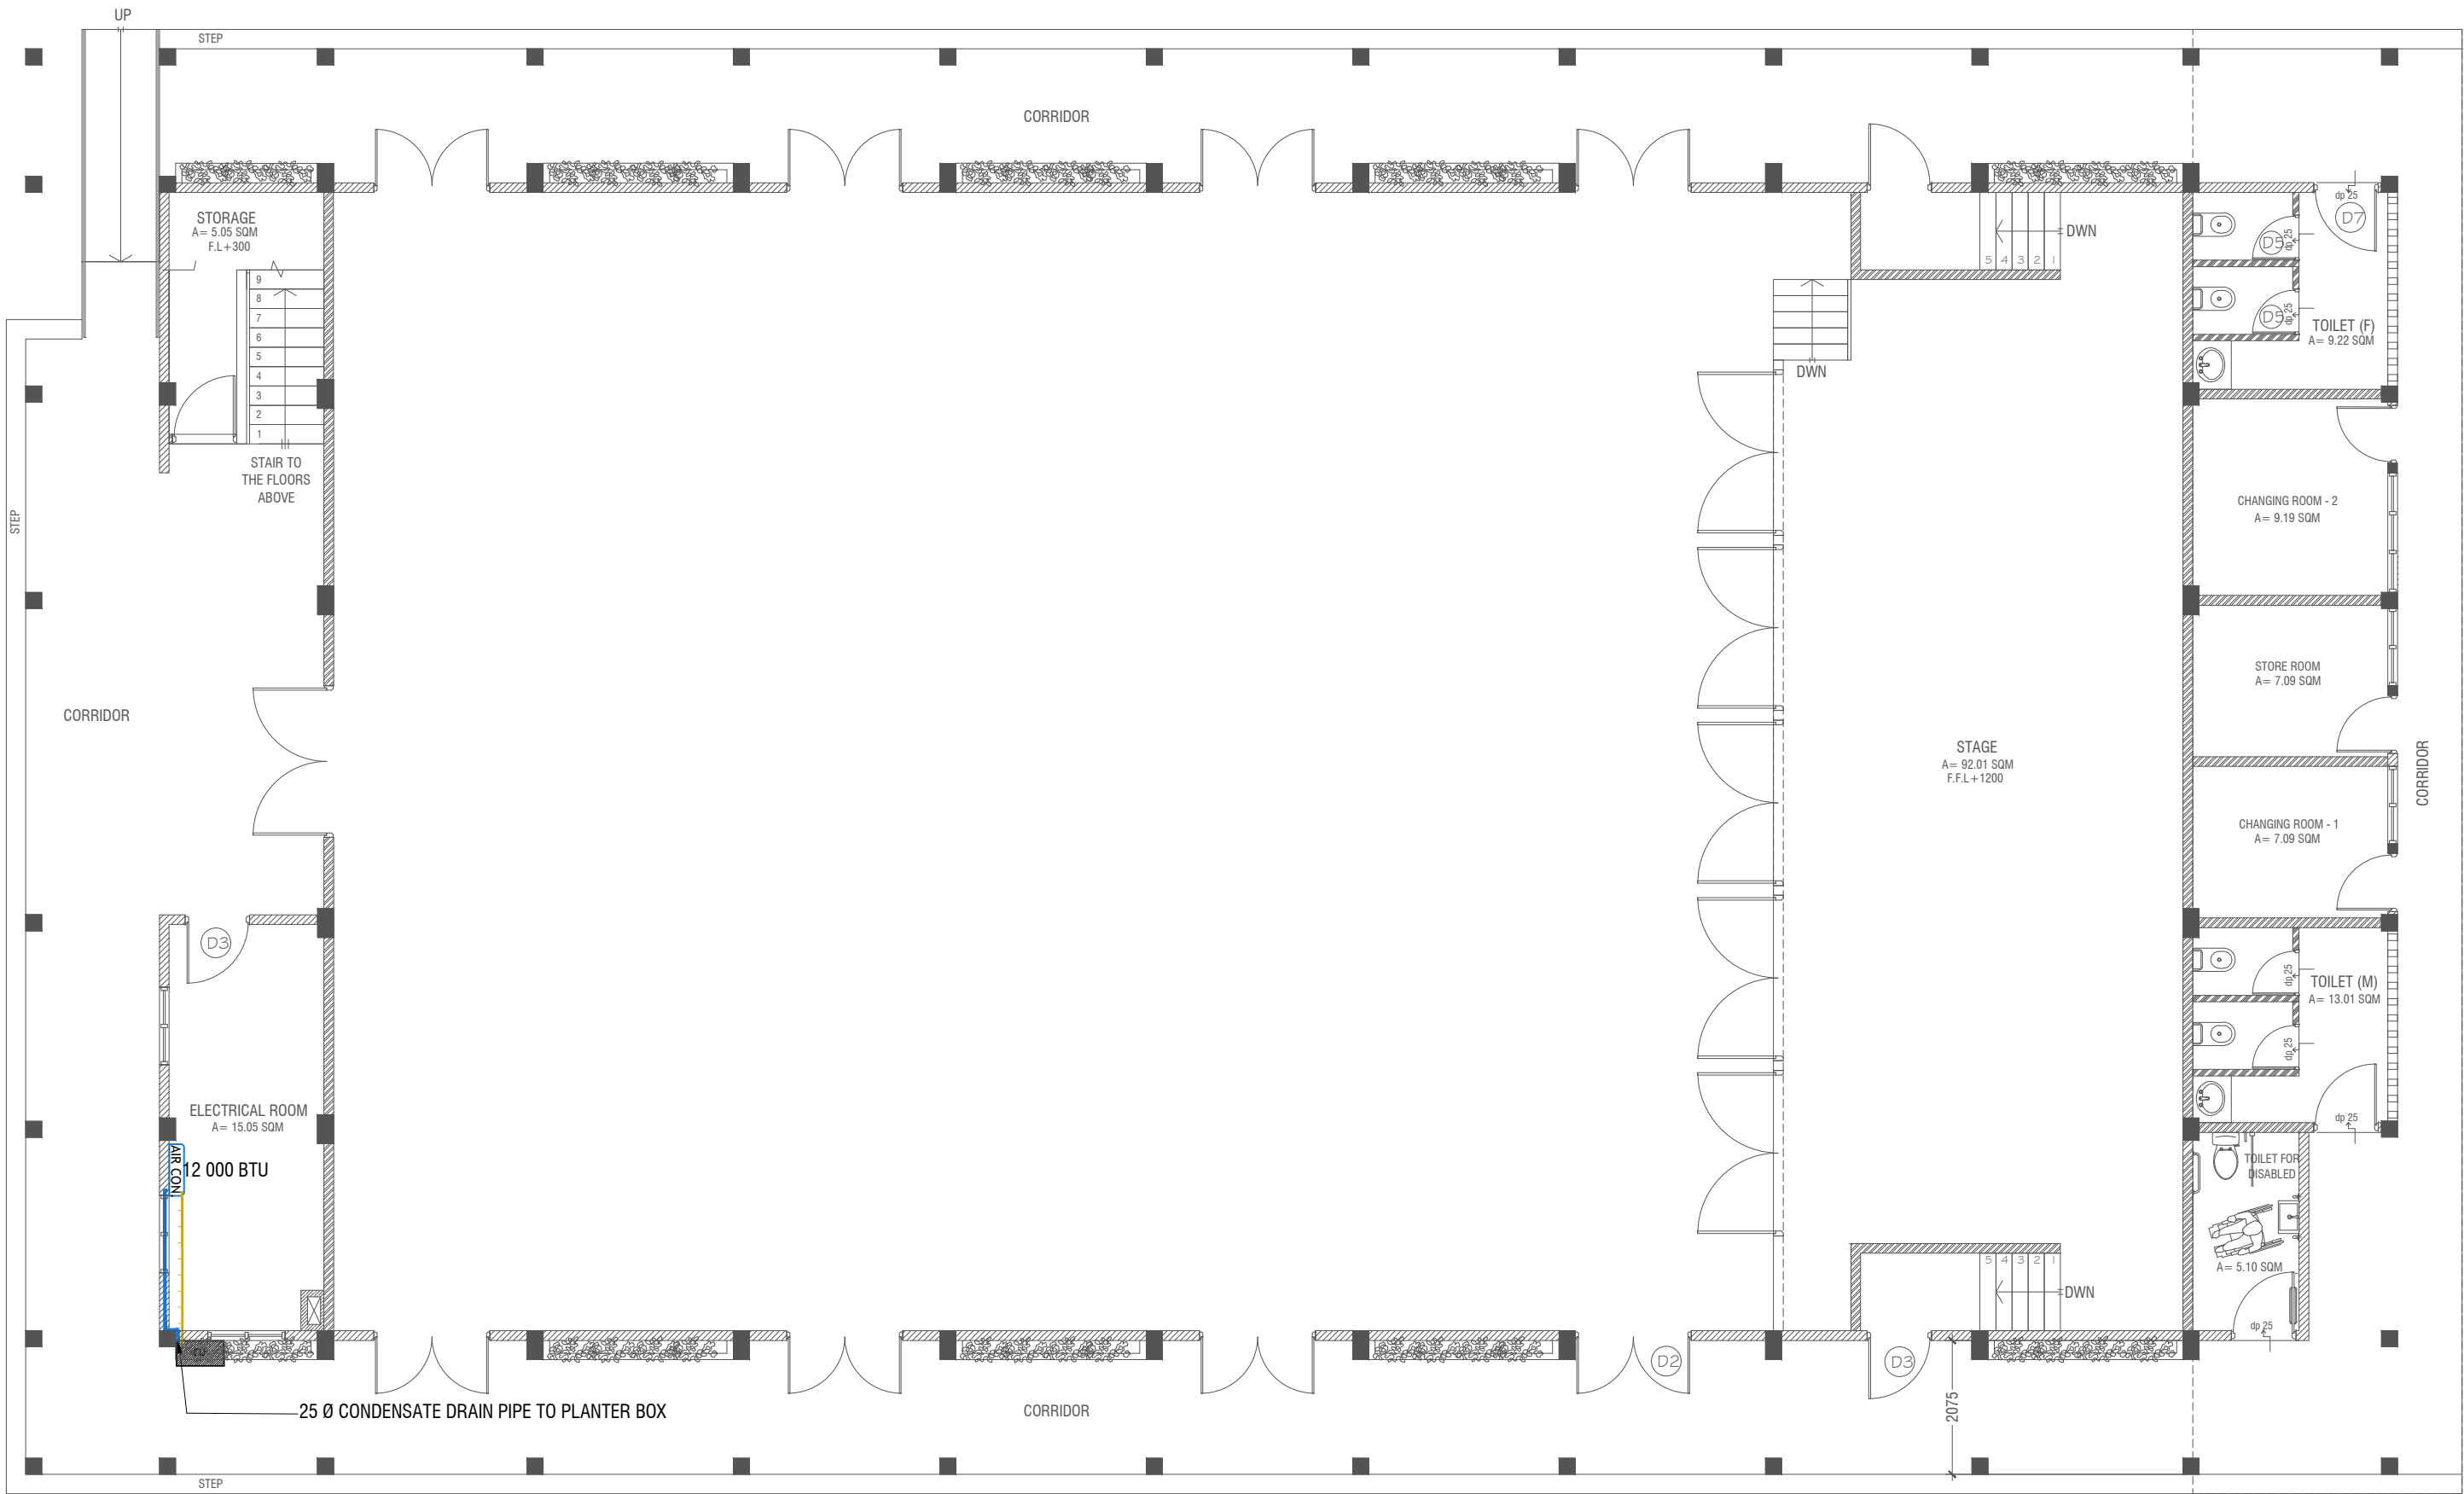 UP
STEP
CORRIDOR
STORAGE
A= 5.05 SQM
F.L+300
9
8
7
6
5
4
3
2
1
STAIR TO
THE FLOORS
ABOVE
DWN
5 4 3 2 1
DWN
dp 25
D7
D5
dp 25
D5
dp 25
TOILET (F)
A= 9.22 SQM
CHANGING ROOM - 2
A= 9.19 SQM
STORE ROOM
A= 7.09 SQM
CHANGING ROOM - 1
A= 7.09 SQM
CORRIDOR
STEP
CORRIDOR
STAGE
A= 92.01 SQM
F.F.L+1200
D3
ELECTRICAL ROOM
A= 15.05 SQM
AIR CON.
12 000 BTU
dp 25
TOILET (M)
A= 13.01 SQM
dp 25
dp 25
TOILET FOR
DISABLED
A= 5.10 SQM
dp 25
5 4 3 2 1
DWN
D2
D3
2075
25 Ø CONDENSATE DRAIN PIPE TO PLANTER BOX
CORRIDOR
STEP